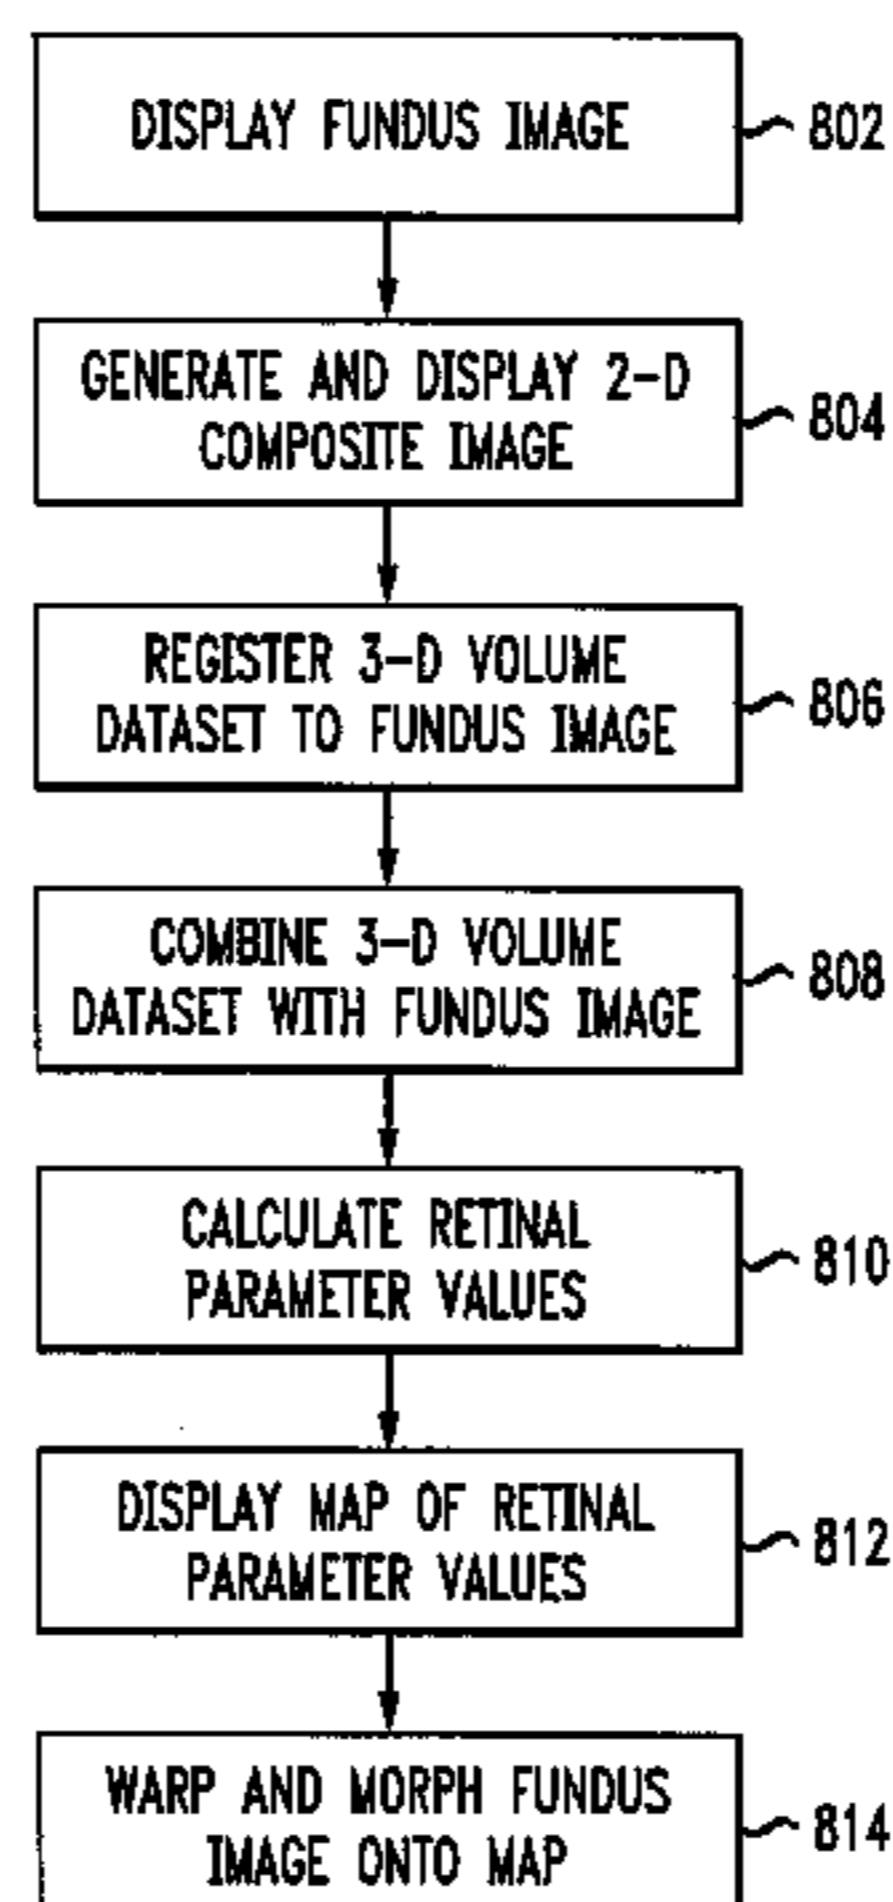 DISPLAY FUNDUS IMAGE
802
GENERATE AND DISPLAY 2-D
COMPOSITE IMAGE
804
REGISTER 3-D VOLUME
DATASET TO FUNDUS IMAGE
806
COMBINE 3-D VOLUME
DATASET WITH FUNDUS IMAGE
808
CALCULATE RETINAL
PARAMETER VALUES
810
DISPLAY MAP OF RETINAL
PARAMETER VALUES
812
WARP AND MORPH FUNDUS
IMAGE ONTO MAP
814